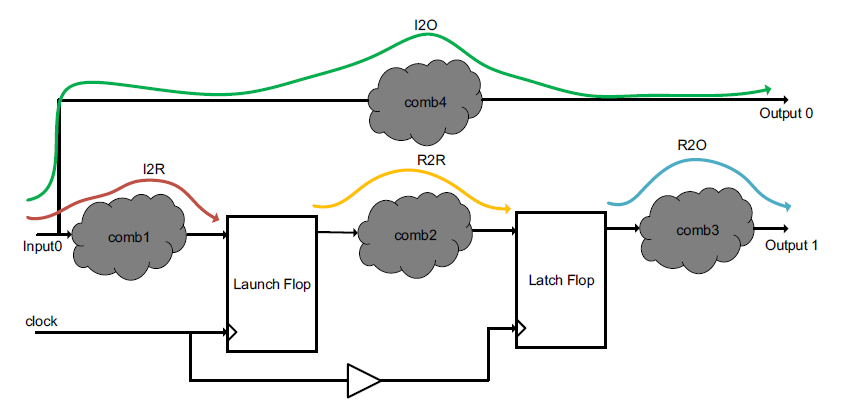 I2O
comb4
Output 0
I2R
R2R
R2O
Input0
comb1
comb2
comb3
Output 1
Launch Flop
Latch Flop
clock